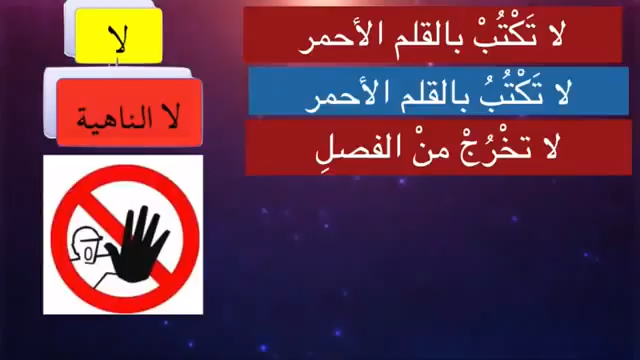 لا
لا الناهية
لا تَكْتُبْ بالقلم الأحمر
لا تَكْتُبُ بالقلم الأحمر
لا تخْرُجْ منْ الفصلِ